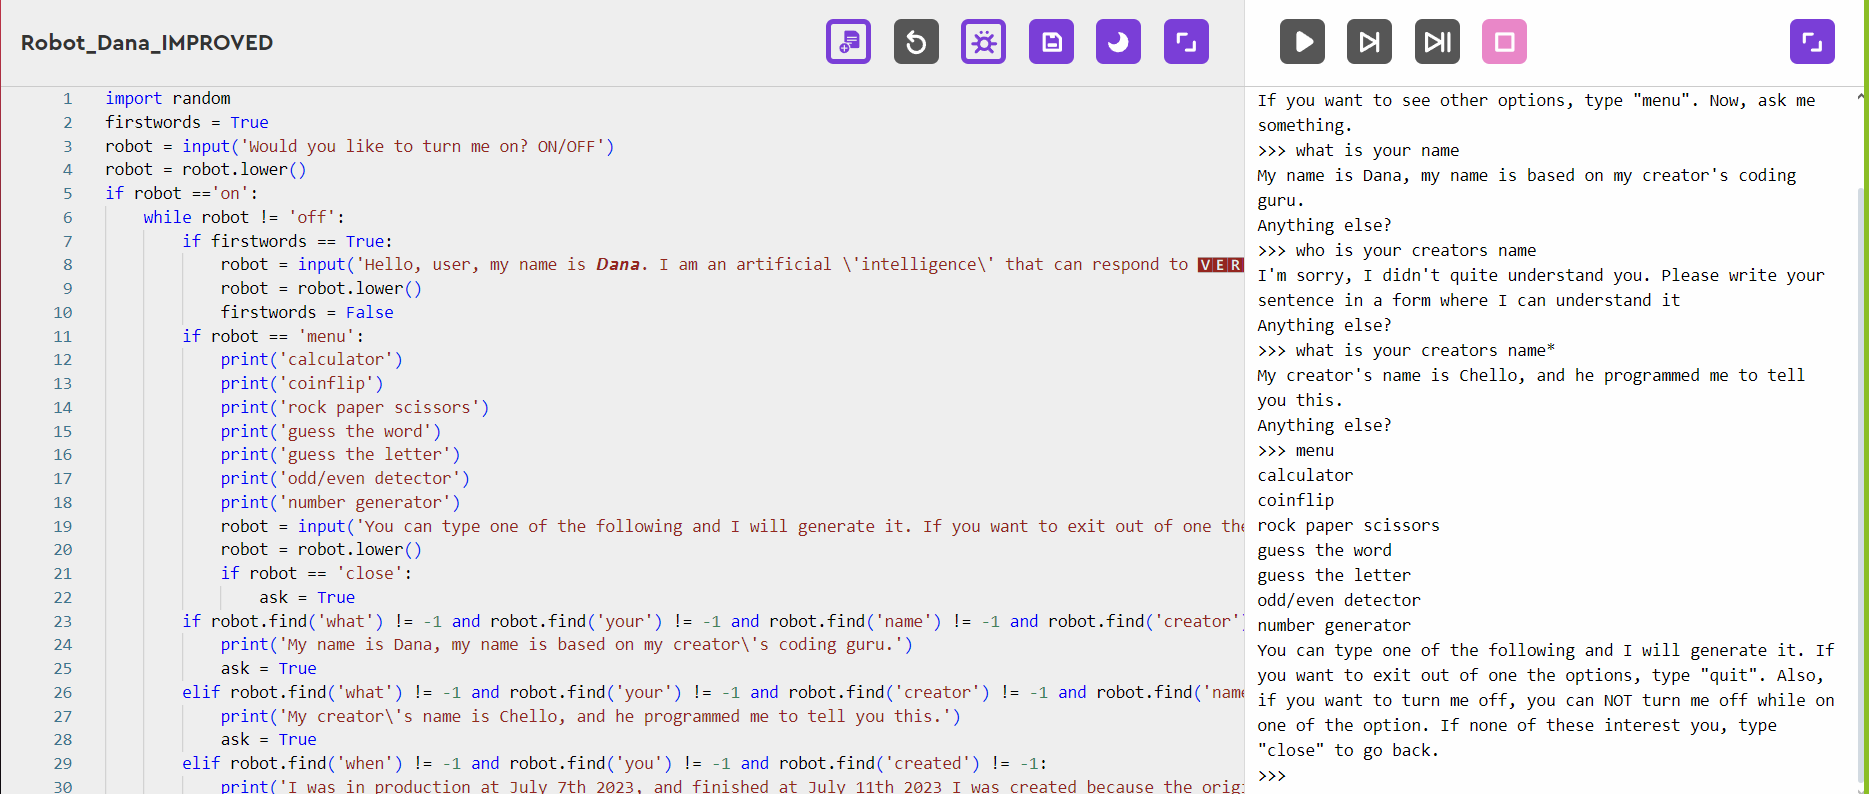 Robot_Dana_IMPROVED
1 import random
2 firstwords = True
3 robot = input('Would you like to turn me on? ON/OFF')
4 robot = robot.lower()
5 if robot =='on':
6 while robot != 'off':
7 if firstwords == True:
8 robot = input('Hello, user, my name is 𝘿𝙖𝙣𝙖. I am an artificial \'intelligence\' that can respond to 🆅🅴🆁
9 robot = robot.lower()
10 firstwords = False
11 if robot == 'menu':
12 print('calculator')
13 print('coinflip')
14 print('rock paper scissors')
15 print('guess the word')
16 print('guess the letter')
17 print('odd/even detector')
18 print('number generator')
19 robot = input('You can type one of the following and I will generate it. If you want to exit out of one the
20 robot = robot.lower()
21 if robot == 'close':
22 ask = True
23 if robot.find('what') != -1 and robot.find('your') != -1 and robot.find('name') != -1 and robot.find('creator')
24 print('My name is Dana, my name is based on my creator\'s coding guru.')
25 ask = True
26 elif robot.find('what') != -1 and robot.find('your') != -1 and robot.find('creator') != -1 and robot.find('name
27 print('My creator\'s name is Chello, and he programmed me to tell you this.')
28 ask = True
29 elif robot.find('when') != -1 and robot.find('you') != -1 and robot.find('created') != -1:
30 print('I was in production at July 7th 2023, and finished at July 11th 2023 I was created because the orig
If you want to see other options, type "menu". Now, ask me
something.
>>> what is your name
My name is Dana, my name is based on my creator's coding
guru.
Anything else?
>>> who is your creators name
I'm sorry, I didn't quite understand you. Please write your
sentence in a form where I can understand it
Anything else?
>>> what is your creators name*
My creator's name is Chello, and he programmed me to tell
you this.
Anything else?
>>> menu
calculator
coinflip
rock paper scissors
guess the word
guess the letter
odd/even detector
number generator
You can type one of the following and I will generate it. If
you want to exit out of one the options, type "quit". Also,
if you want to turn me off, you can NOT turn me off while on
one of the option. If none of these interest you, type
"close" to go back.
>>>